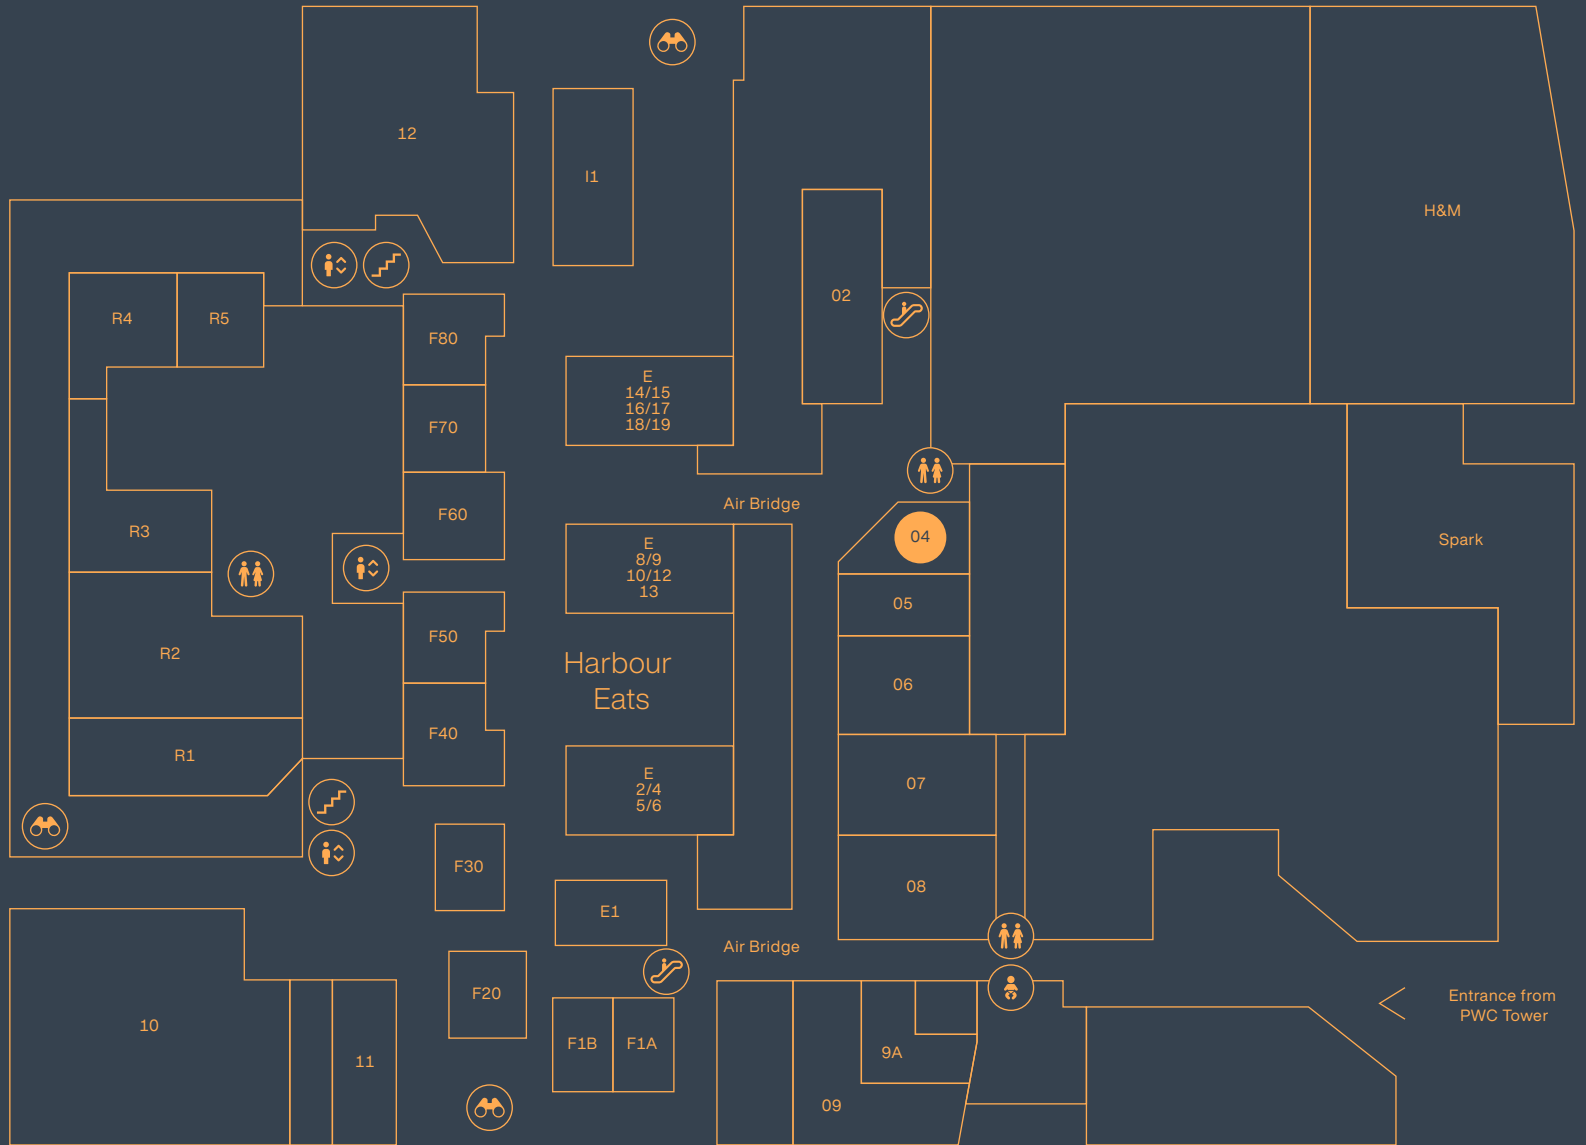 12
I1
H&M
02
R4
R5
F80
E
14/15
16/17
18/19
F70
Air Bridge
F60
R3
E
8/9
10/12
13
04
Spark
05
F50
R2
Harbour
Eats
06
F40
R1
E
2/4
5/6
07
F30
08
E1
Air Bridge
F20
Entrance from
PWC Tower
10
F1B
F1A
9A
11
09